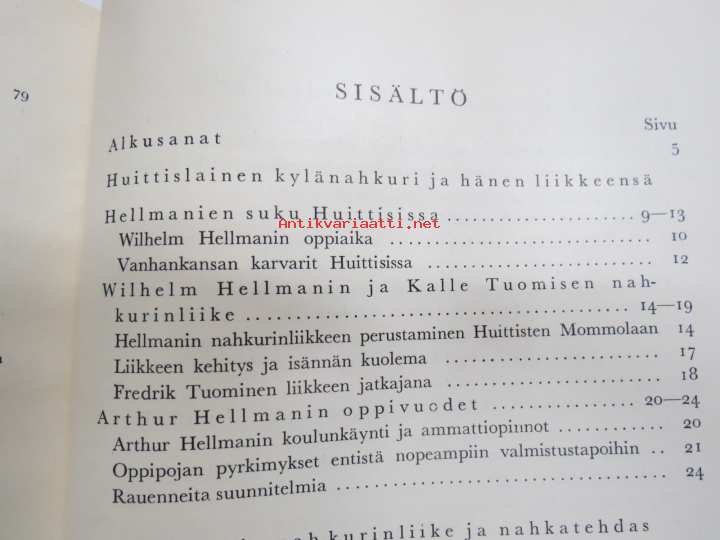 79
SISÄLTÖ
Sivu
Alkusanat 5
Huittislainen kylänahkuri ja hänen liikkeensä
Hellmanien suku Huittisissa 9—13
Antikvariaatti.net
Wilhelm Hellmanin oppiaika 10
Vanhankansan karvarit Huittisissa 12
Wilhelm Hellmanin ja Kalle Tuomisen nah-
kurinliike 14—19
Hellmanin nahkurinliikkeen perustaminen Huittisten Mommolaan 14
Liikkeen kehitys ja isännän kuolema 17
Fredrik Tuominen liikkeen jatkajana 18
Arthur Hellmanin oppivuodet 20—24
Arthur Hellmanin koulunkäynti ja ammattiopinnot 20
Oppipojan pyrkimykset entistä nopeampiin valmistustapoihin 21
Rauenneita suunnitelmia 24
nahkurinliike ja nahkatehdas